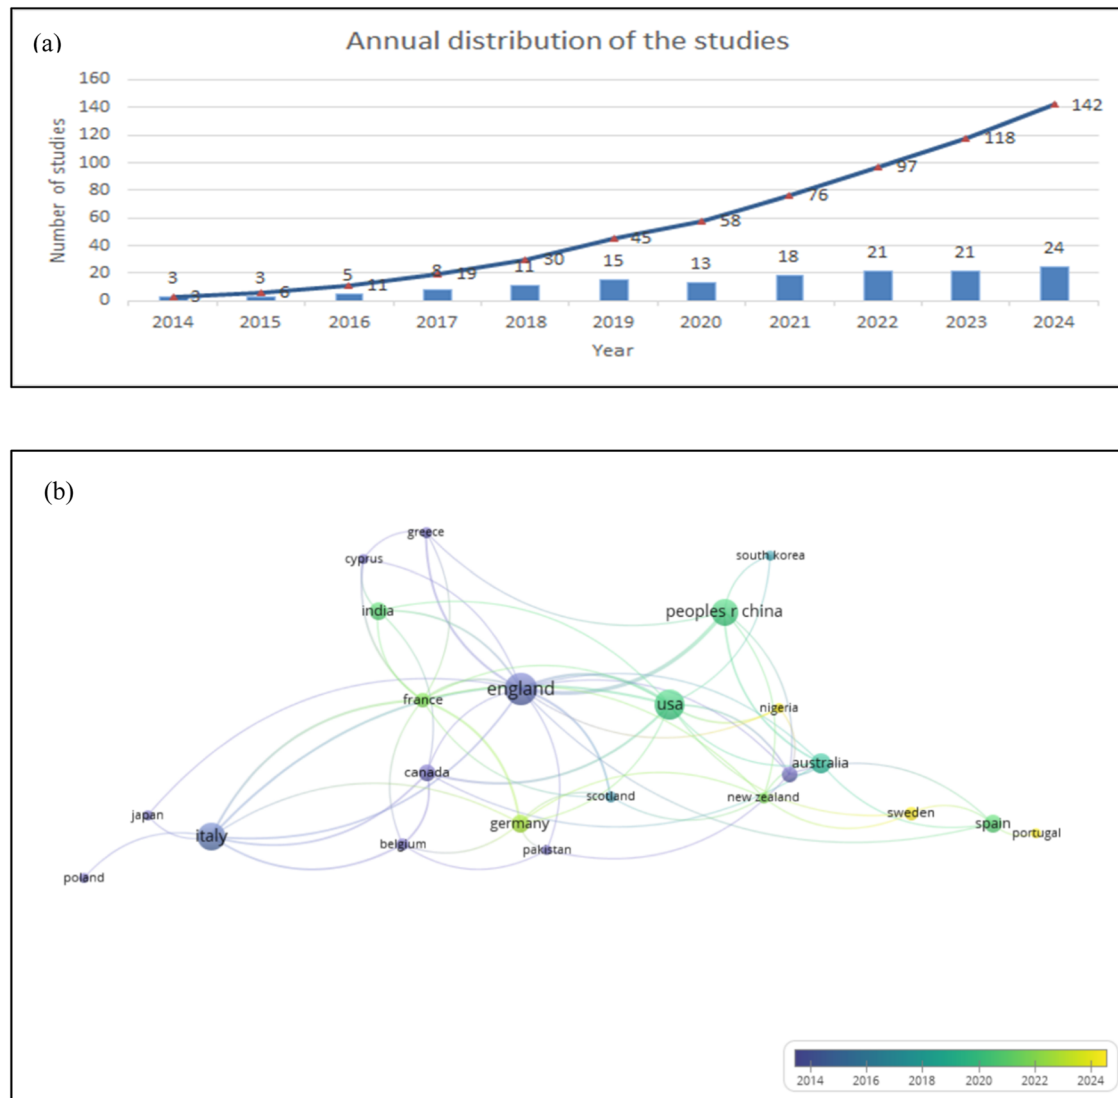 (a)
Annual distribution of the studies
Number of studies
160
140
120
100
80
60
40
20
0
3 3 5 8 11 15 13 18 21 21 24
3 6 11 19 30 45 58 76 97 118 142
2014 2015 2016 2017 2018 2019 2020 2021 2022 2023 2024
Year
(b)
greece
cyprus
south korea
india
peoples r china
england
france
usa
nigeria
canada
australia
scotland
new zealand
japan
italy
germany
sweden
spain
portugal
belgium
pakistan
poland
2014 2016 2018 2020 2022 2024